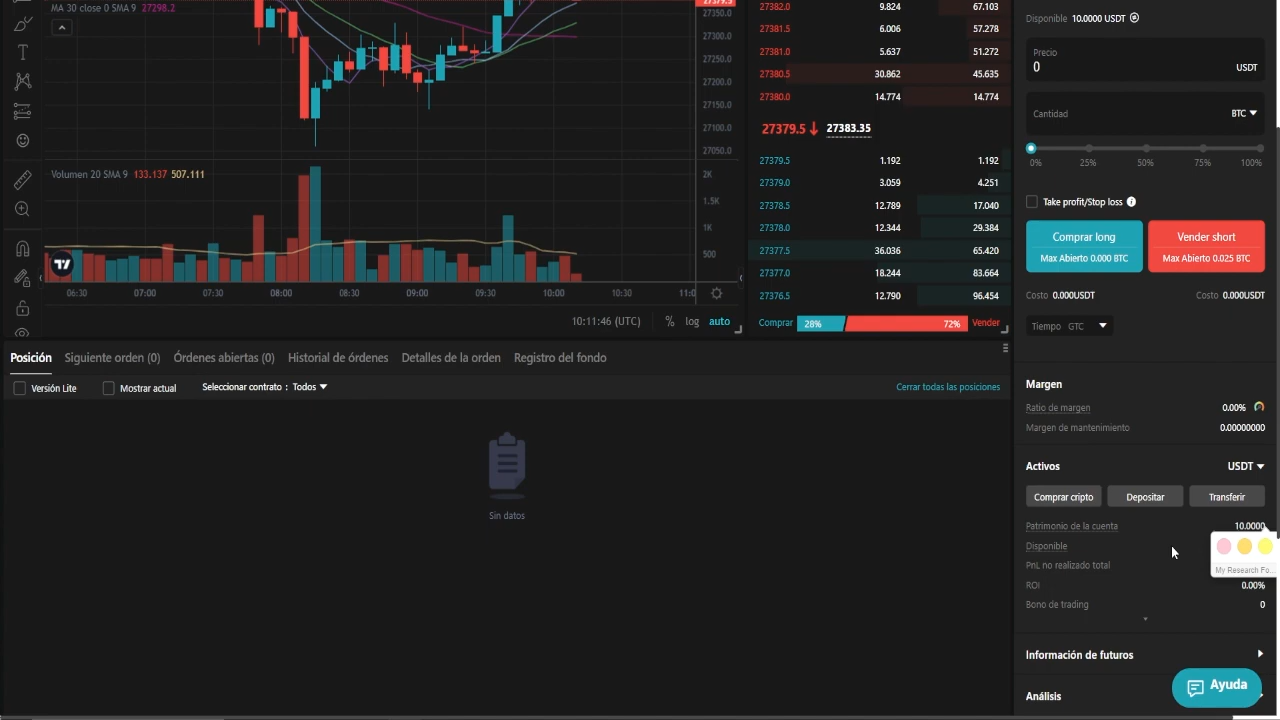 MA 30 close 0 SMA 9 27298.2
27379.5
27350.0
27300.0
27250.0
27200.0
27150.0
27100.0
27050.0
Volumen 20 SMA 9 133.137 507.111
2K
1.5K
1K
500
06:30 07:00 07:30 08:00 08:30 09:00 09:30 10:00 10:30 11:0
10:11:46 (UTC) % log auto
27382.0 9.824 67.103
27381.5 6.006 57.278
27381.0 5.637 51.272
27380.5 30.862 45.635
27380.0 14.774 14.774
27379.5 27383.35
27379.5 1.192 1.192
27379.0 3.059 4.251
27378.5 12.789 17.040
27378.0 12.344 29.384
27377.5 36.036 65.420
27377.0 18.244 83.664
27376.5 12.790 96.454
Comprar 28% 72% Vender
Disponible 10.0000 USDT
Precio
0 USDT
Cantidad BTC
0% 25% 50% 75% 100%
Take profit/Stop loss
Comprar long
Max Abierto 0.000 BTC
Vender short
Max Abierto 0.025 BTC
Costo 0.000USDT Costo 0.000USDT
Tiempo GTC
Posición Siguiente orden (0) Órdenes abiertas (0) Historial de órdenes Detalles de la orden Registro del fondo
Versión Lite Mostrar actual Seleccionar contrato : Todos Cerrar todas las posiciones
Sin datos
Margen
Ratio de margen 0.00%
Margen de mantenimiento 0.00000000
Activos USDT
Comprar cripto Depositar Transferir
Patrimonio de la cuenta 10.0000
Disponible
PnL no realizado total
My Research Fo...
ROI 0.00%
Bono de trading 0
Información de futuros
Análisis
Ayuda